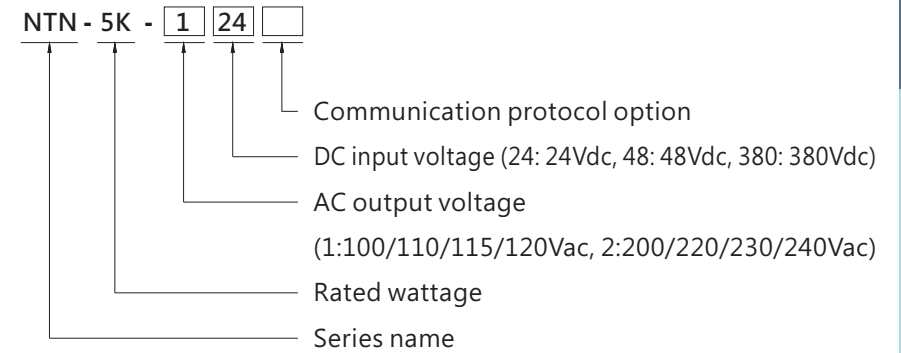 NTN - 5K - 1 24
Communication protocol option
DC input voltage (24: 24Vdc, 48: 48Vdc, 380: 380Vdc)
AC output voltage
(1:100/110/115/120Vac, 2:200/220/230/240Vac)
Rated wattage
Series name